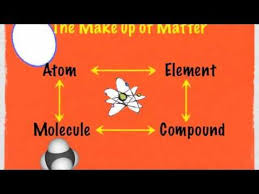 The Make up of Matter
Atom Element
Molecule Compound